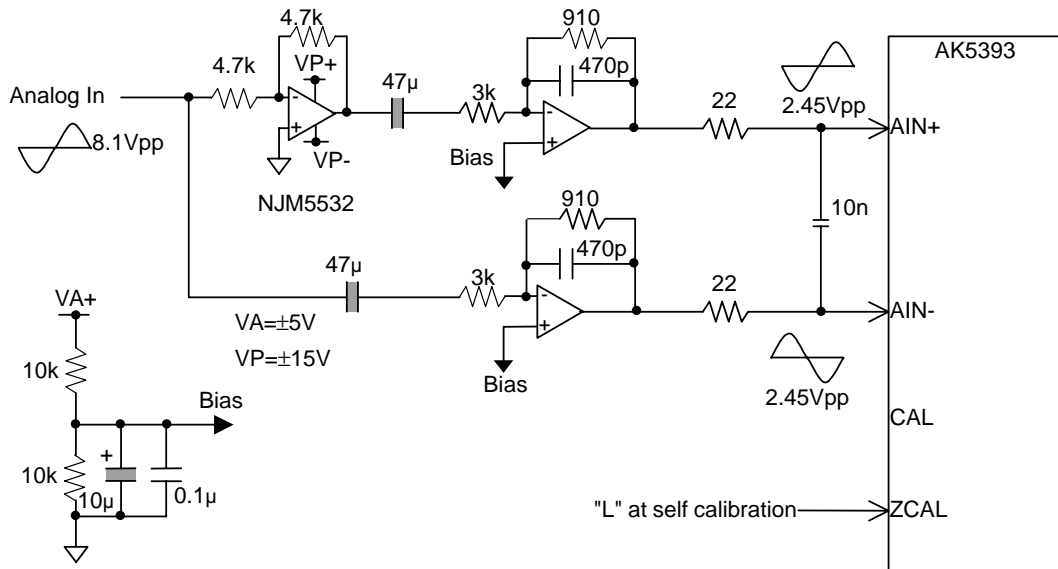 4.7k
910
AK5393
4.7k
VP+
47µ
470p
Analog In
3k
22
2.45Vpp
-
-
AIN+
8.1Vpp
+
+
VP-
Bias
NJM5532
910
10n
47µ
470p
3k
22
VA+
-
AIN-
VA=±5V
+
10k
VP=±15V
Bias
Bias
2.45Vpp
CAL
10k
+
10µ
0.1µ
"L" at self calibration
ZCAL